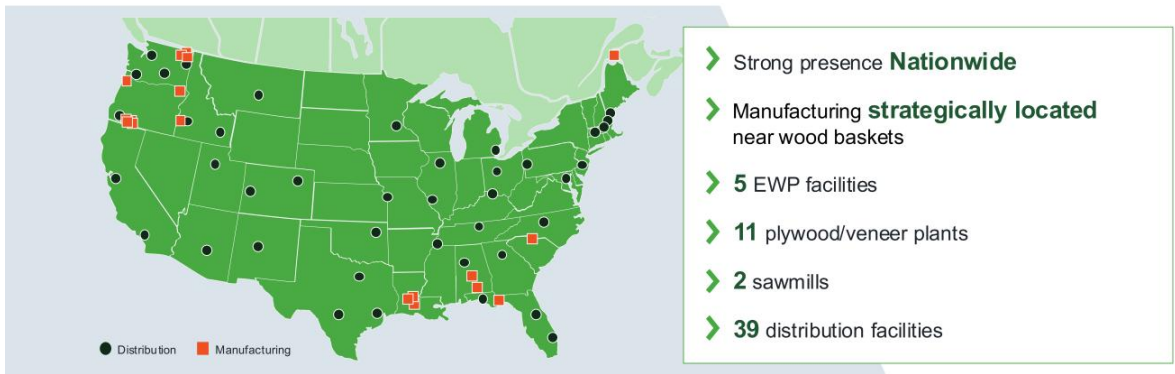 Strong presence Nationwide
Manufacturing strategically located
near wood baskets
5 EWP facilities
11 plywood/veneer plants
2 sawmills
39 distribution facilities
Distribution Manufacturing